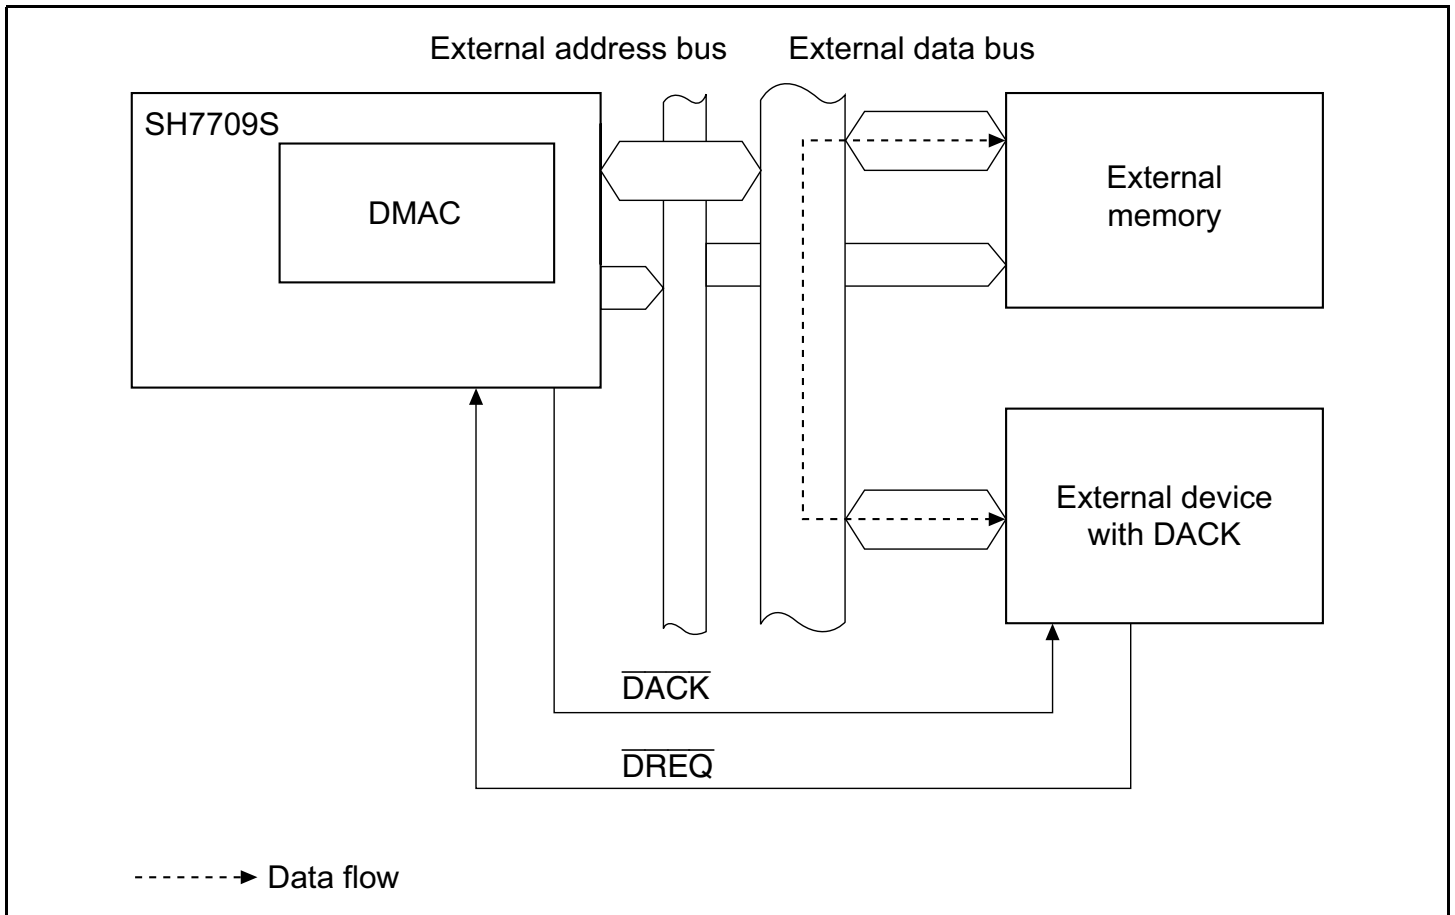 External address bus
External data bus
SH7709S
DMAC
External
memory
External device
with DACK
DACK
DREQ
Data flow